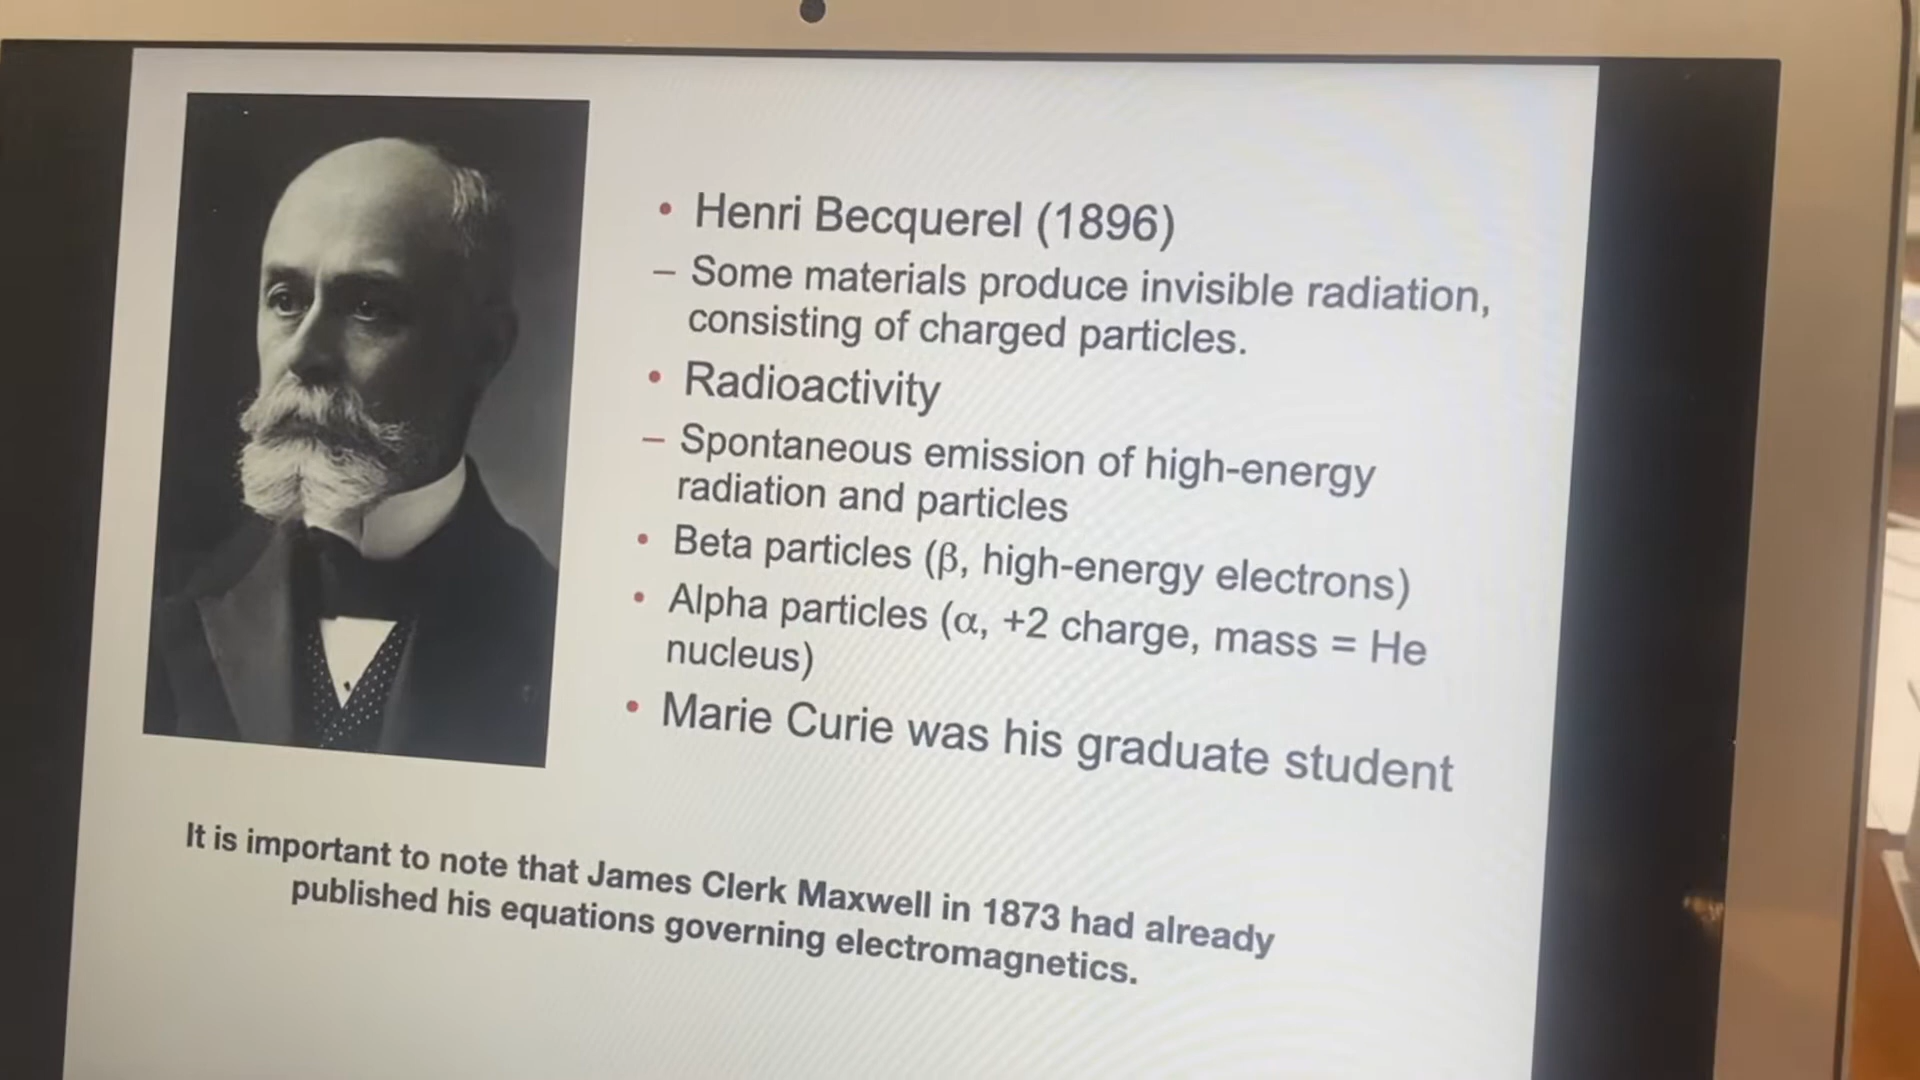 • Henri Becquerel (1896)
– Some materials produce invisible radiation,
consisting of charged particles.
• Radioactivity
– Spontaneous emission of high-energy
radiation and particles
• Beta particles (β, high-energy electrons)
• Alpha particles (α, +2 charge, mass = He
nucleus)
• Marie Curie was his graduate student
It is important to note that James Clerk Maxwell in 1873 had already
published his equations governing electromagnetics.